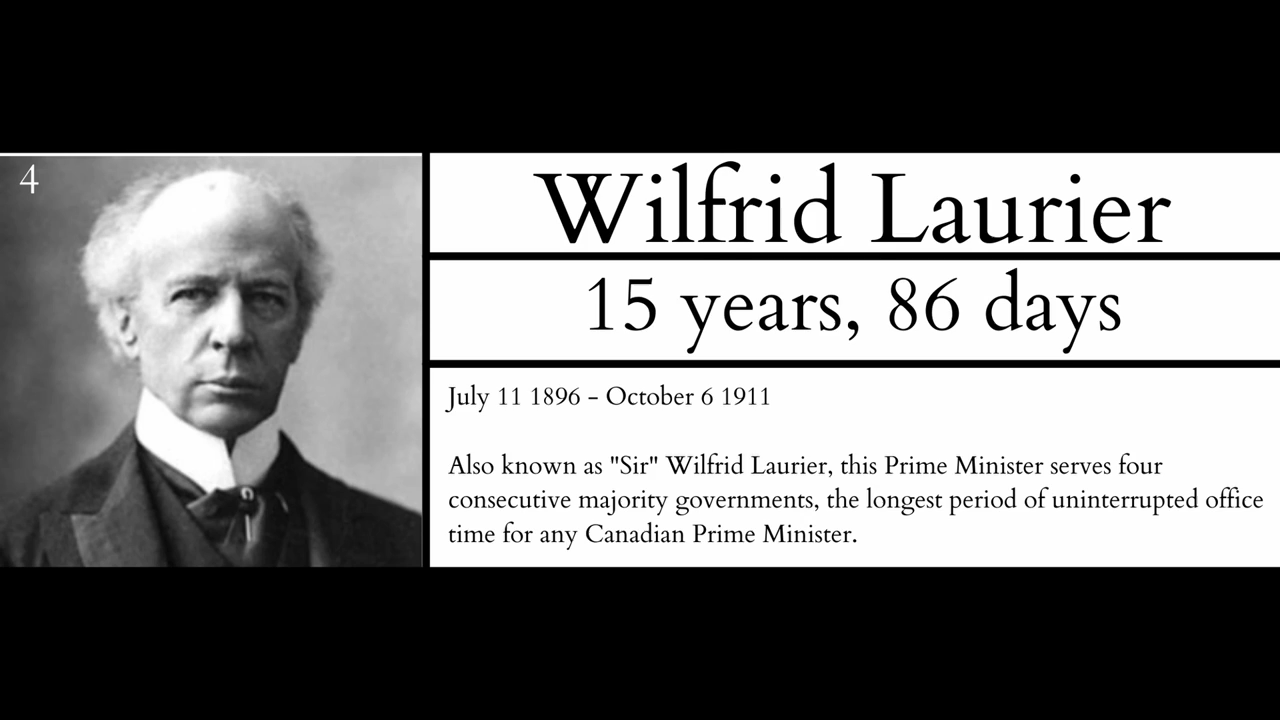 4
Wilfrid Laurier
15 years, 86 days
July 11 1896 - October 6 1911
Also known as "Sir" Wilfrid Laurier, this Prime Minister serves four
consecutive majority governments, the longest period of uninterrupted office
time for any Canadian Prime Minister.